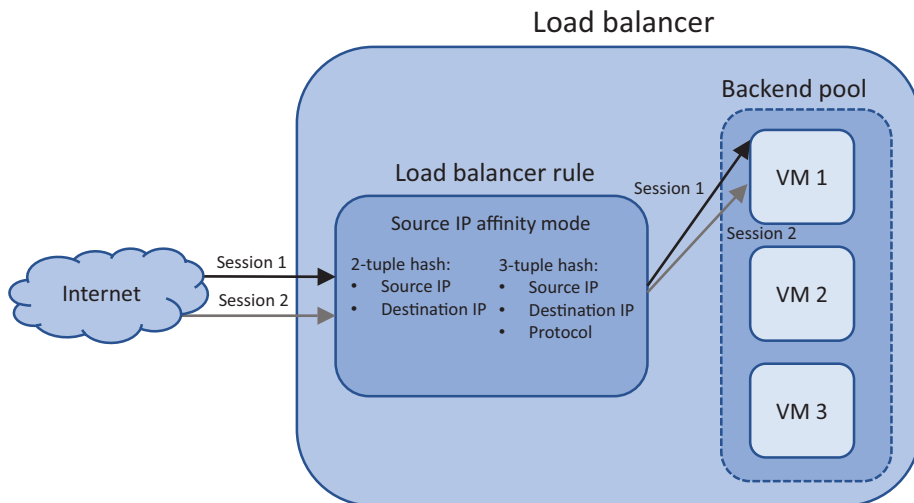 Load balancer
Backend pool
Load balancer rule
Source IP affinity mode
2-tuple hash:
• Source IP
• Destination IP
3-tuple hash:
• Source IP
• Destination IP
• Protocol
Internet
Session 1
Session 2
Session 1
Session 2
VM 1
VM 2
VM 3